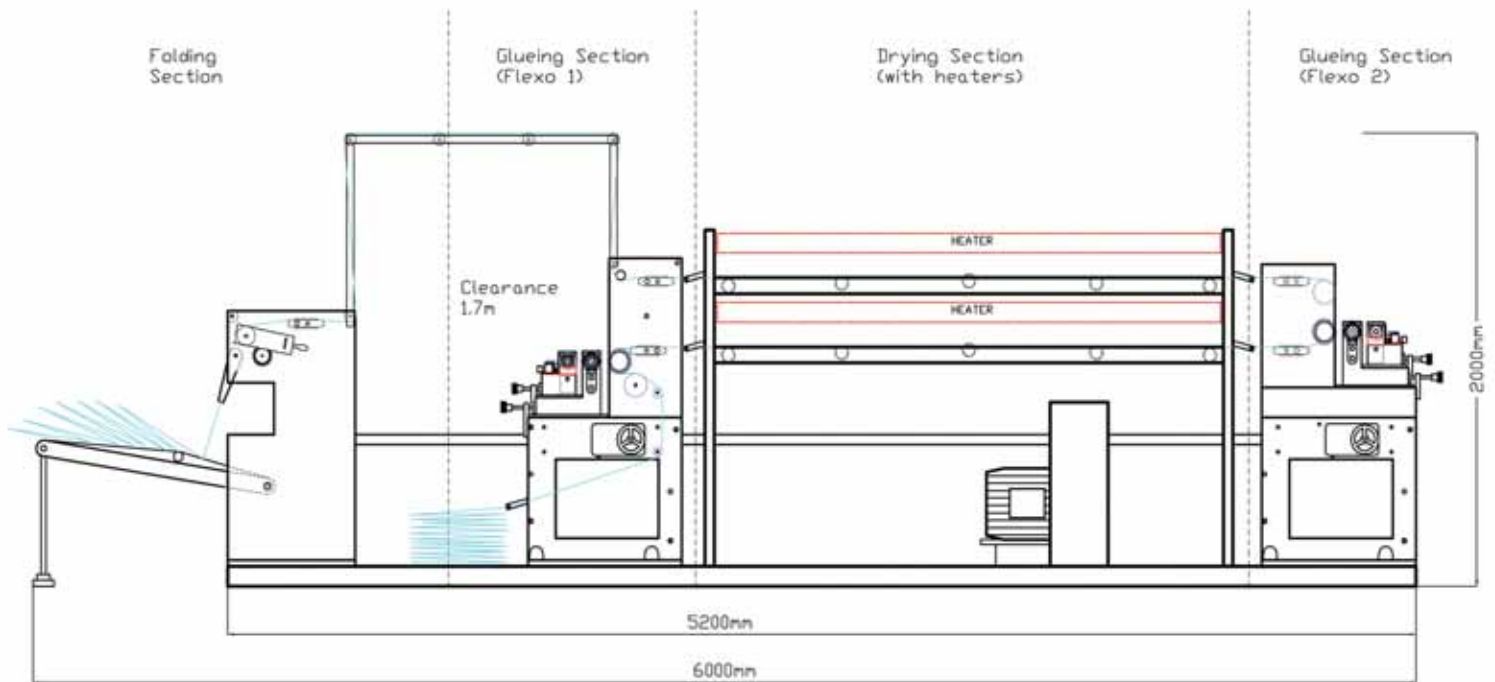 Folding
Section
Glueing Section
(Flexo 1)
Drying Section
(with heaters)
Glueing Section
(Flexo 2)
HEATER
Clearance
1.7m
HEATER
2000mm
5200mm
6000mm